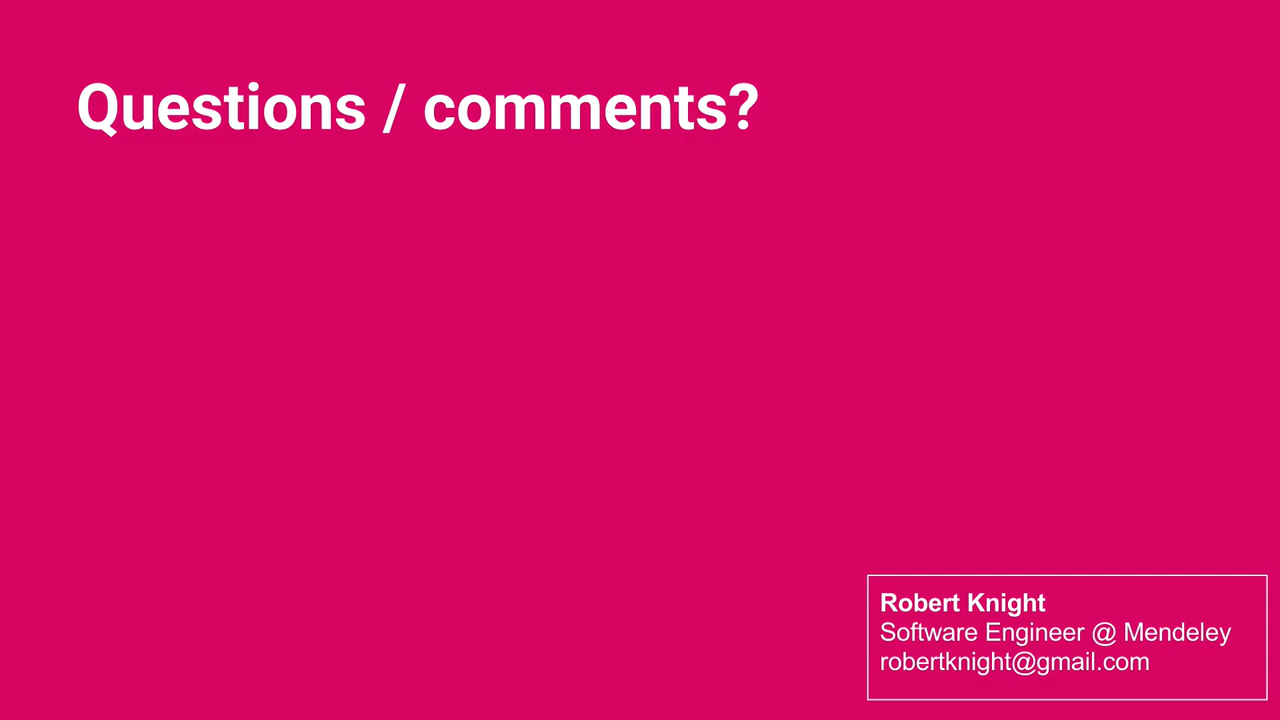 Questions / comments?
Robert Knight
Software Engineer @ Mendeley
robertknight@gmail.com